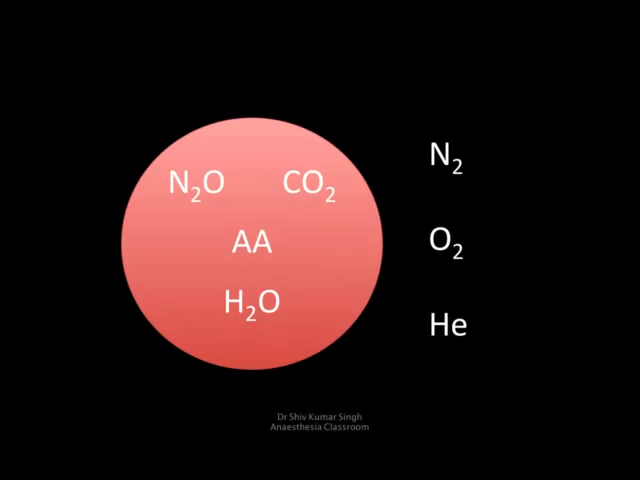 N₂O CO₂
AA
H₂O
N₂
O₂
He
Dr Shiv Kumar Singh
Anaesthesia Classroom